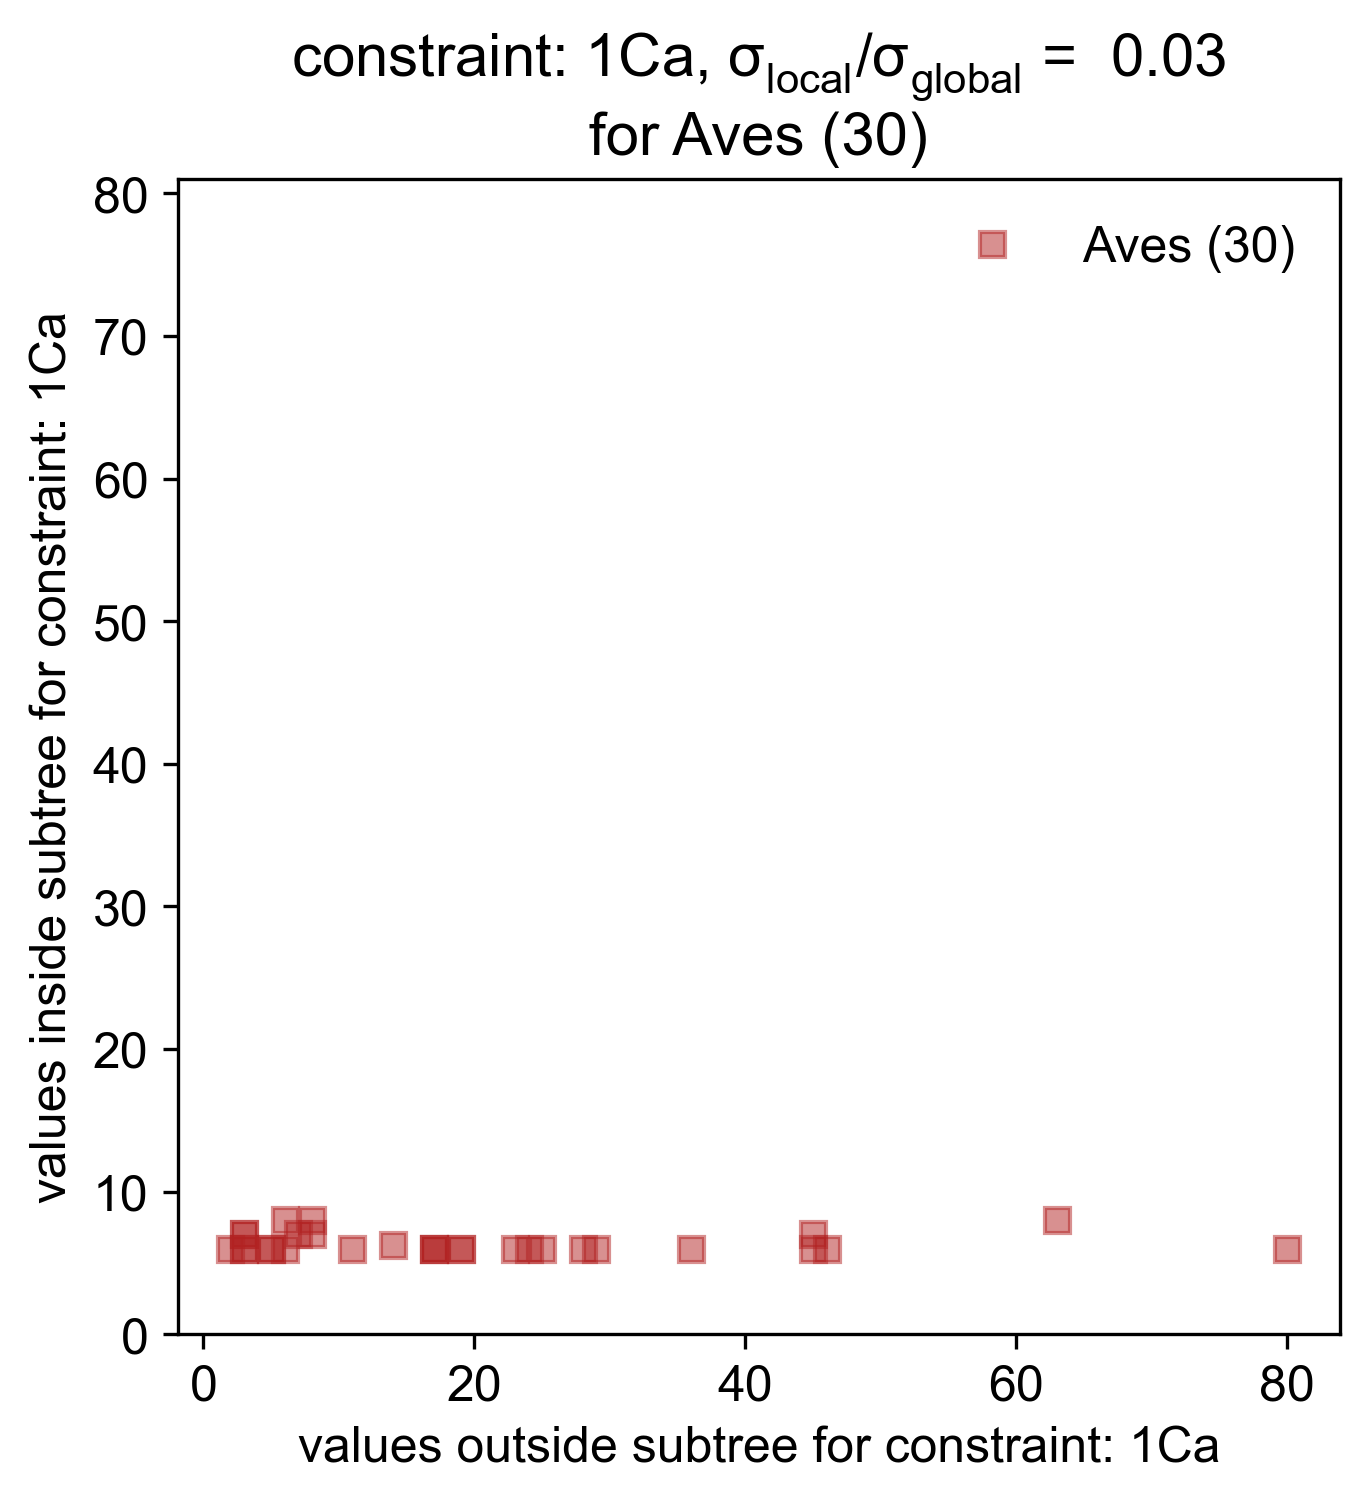 constraint: 1Ca, σlocal/σglobal = 0.03
for Aves (30)
Aves (30)
80
70
60
50
40
30
20
10
0
values inside subtree for constraint: 1Ca
0 20 40 60 80
values outside subtree for constraint: 1Ca